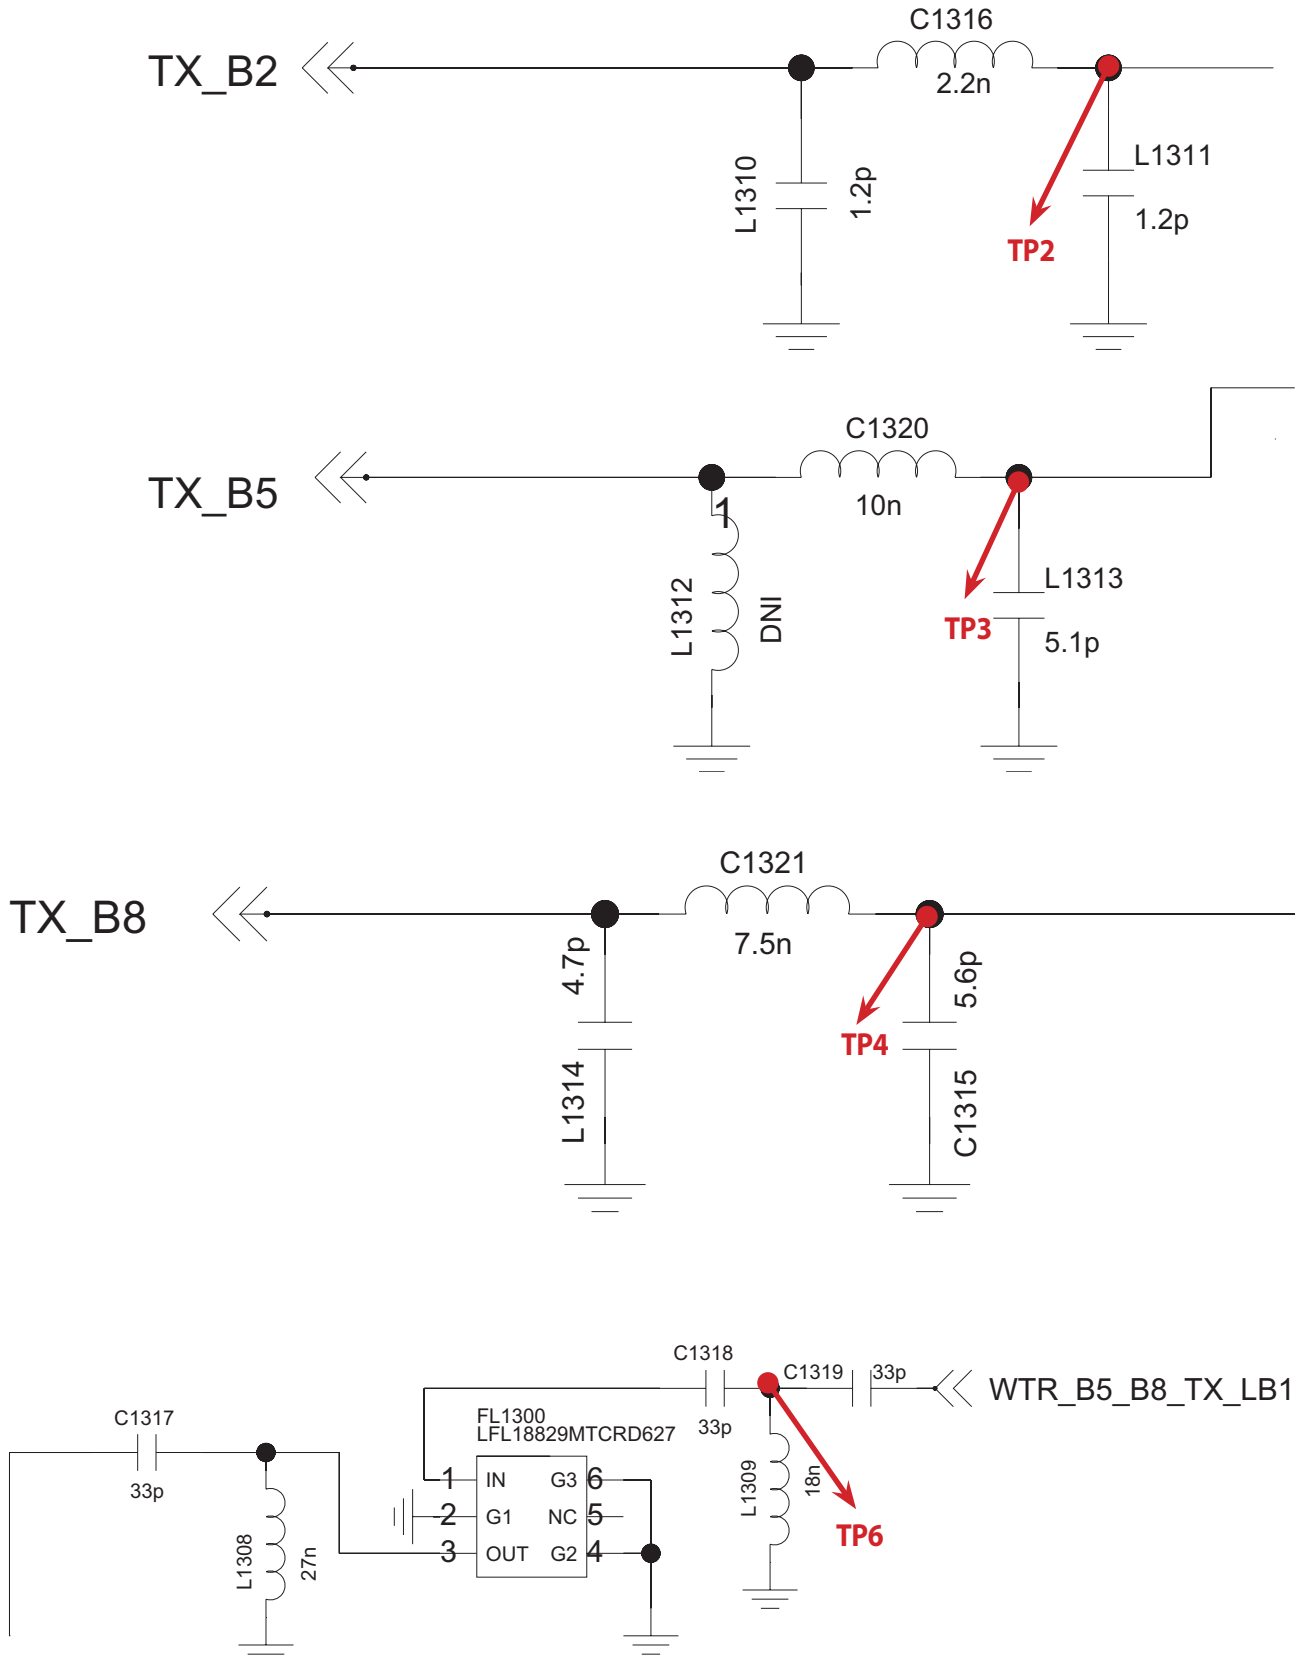 C1316
TX_B2
2.2n
L1310
1.2p
L1311
1.2p
TP2
C1320
TX_B5
10n
1
L1312
DNI
L1313
5.1p
TP3
C1321
TX_B8
7.5n
4.7p
L1314
5.6p
C1315
TP4
C1318
33p
C1319
33p
WTR_B5_B8_TX_LB1
C1317
33p
FL1300
LFL18829MTCRD627
1 IN G3 6
2 G1 NC 5
3 OUT G2 4
L1309
18n
TP6
L1308
27n